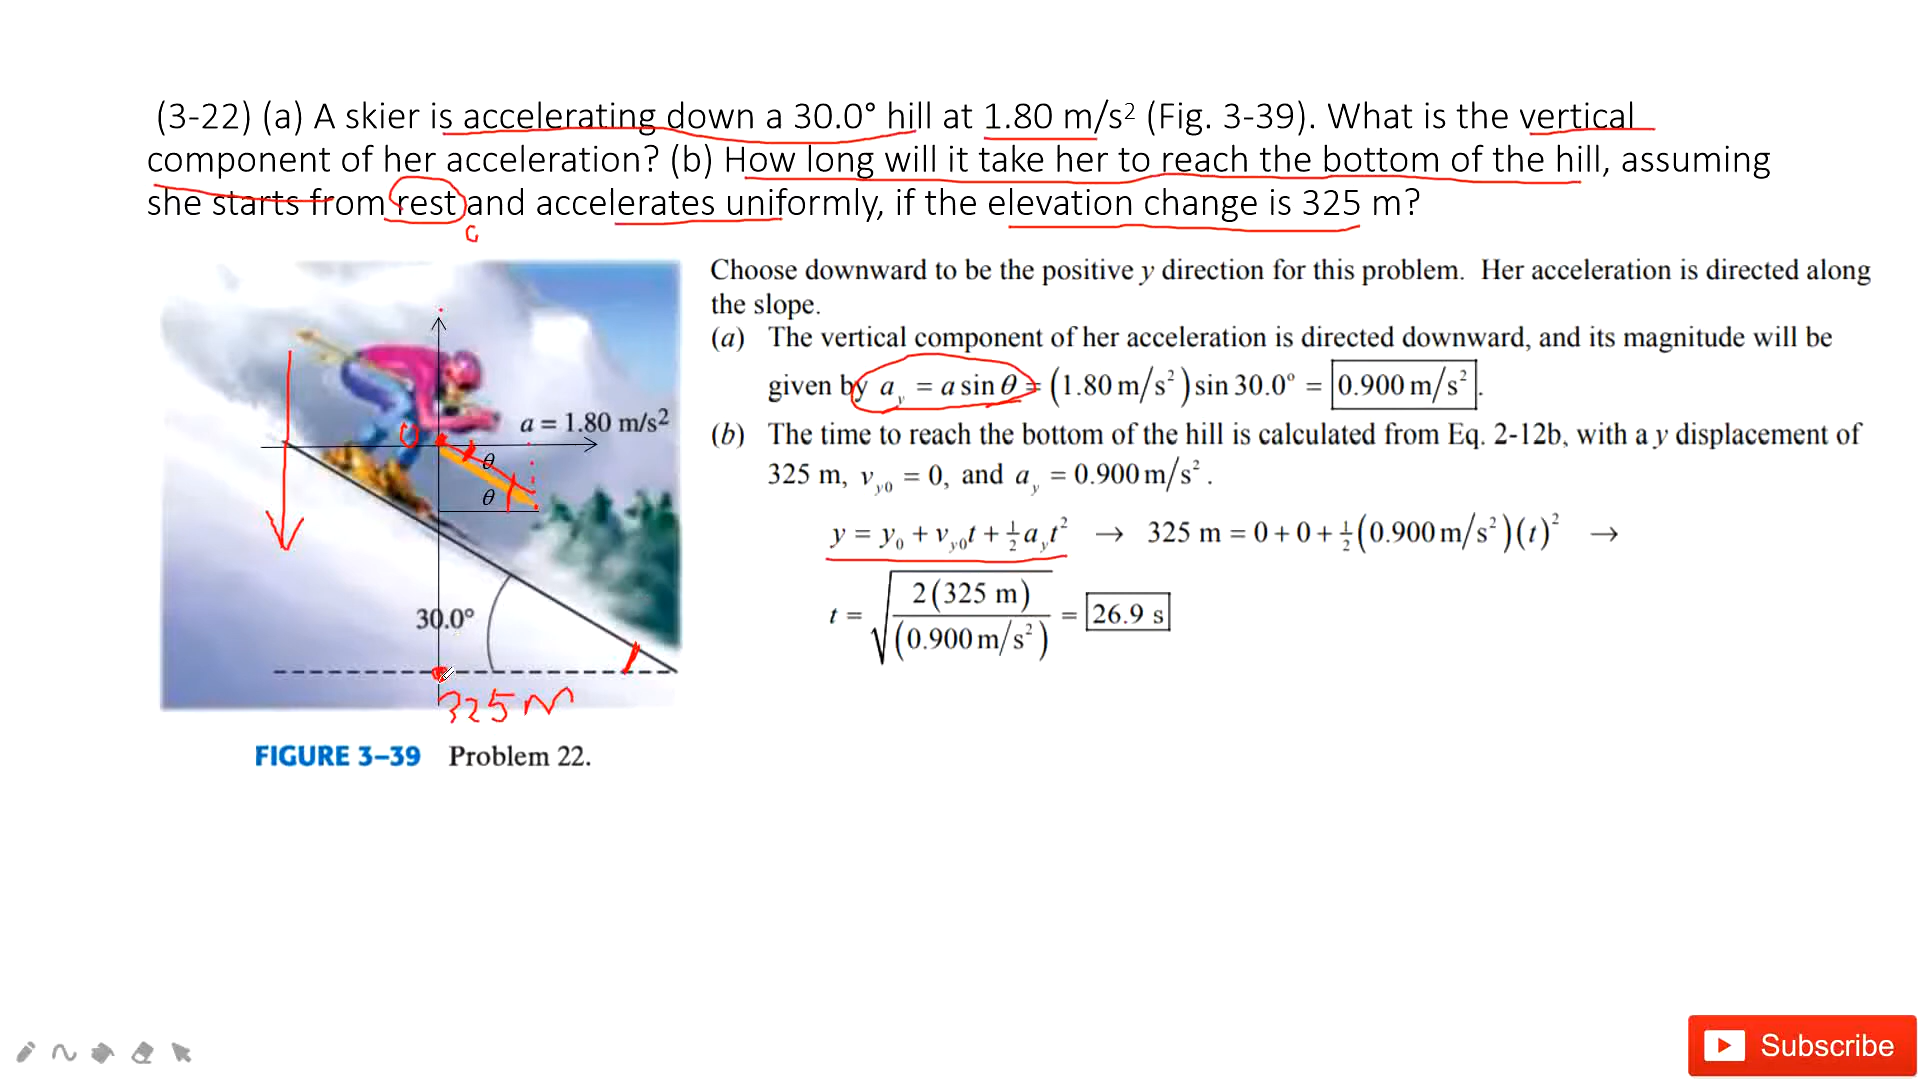 (3-22) (a) A skier is accelerating down a 30.0° hill at 1.80 m/s² (Fig. 3-39). What is the vertical
component of her acceleration? (b) How long will it take her to reach the bottom of the hill, assuming
she starts from rest and accelerates uniformly, if the elevation change is 325 m?
Choose downward to be the positive y direction for this problem. Her acceleration is directed along
the slope.
(a) The vertical component of her acceleration is directed downward, and its magnitude will be
given by a_y = a sin θ = (1.80 m/s²) sin 30.0° = 0.900 m/s².
(b) The time to reach the bottom of the hill is calculated from Eq. 2-12b, with a y displacement of
325 m, v_y0 = 0, and a_y = 0.900 m/s².
y = y₀ + v_y0 t + ½ a_y t² → 325 m = 0 + 0 + ½ (0.900 m/s²)(t)² →
t = √(2(325 m) / (0.900 m/s²)) = 26.9 s
a = 1.80 m/s²
0
θ
θ
30.0°
325 m
FIGURE 3–39 Problem 22.
Subscribe